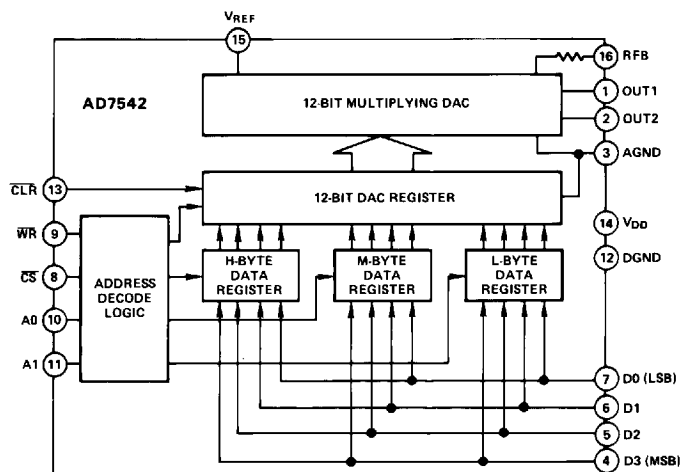 VREF
15
16 RFB
AD7542
12-BIT MULTIPLYING DAC
1 OUT1
2 OUT2
3 AGND
CLR 13
12-BIT DAC REGISTER
14 VDD
WR 9
12 DGND
CS 8
ADDRESS
DECODE
LOGIC
H-BYTE
DATA
REGISTER
M-BYTE
DATA
REGISTER
L-BYTE
DATA
REGISTER
A0 10
A1 11
7 D0 (LSB)
6 D1
5 D2
4 D3 (MSB)